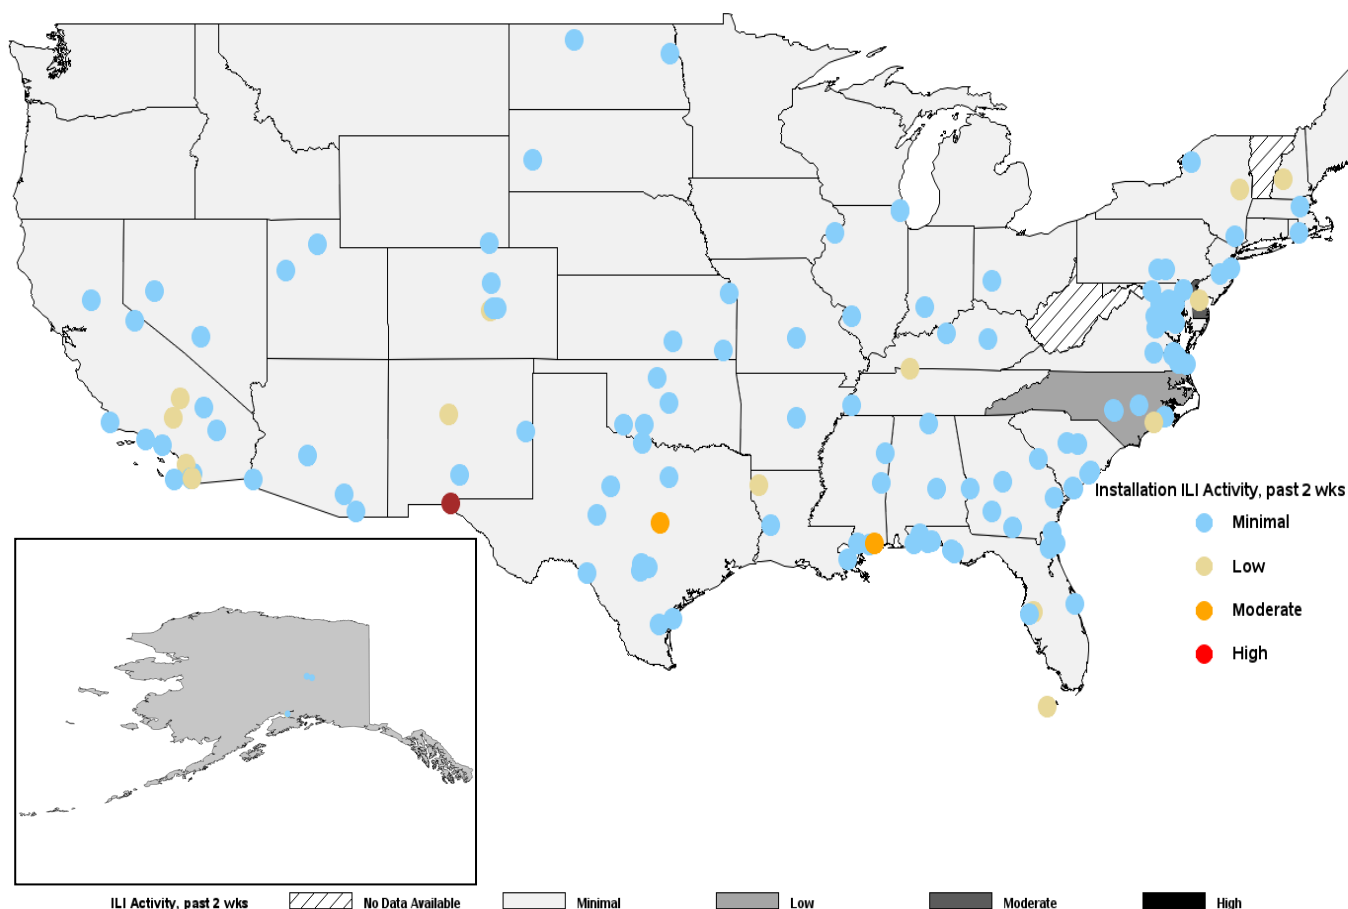 Installation ILI Activity, past 2 wks
Minimal
Low
Moderate
High
ILI Activity, past 2 wks No Data Available Minimal Low Moderate High